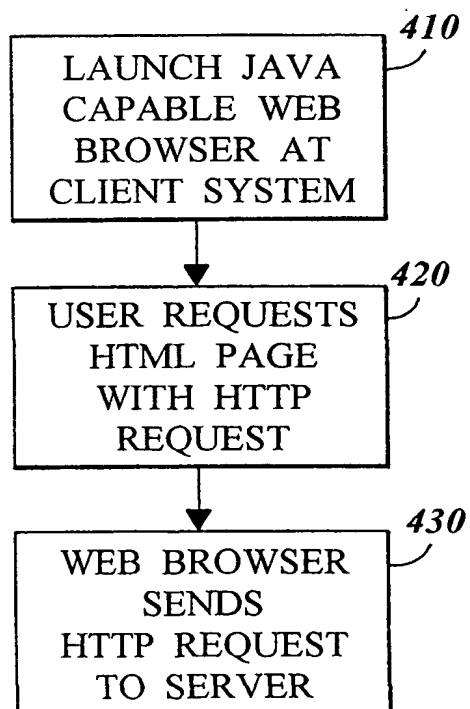 410
LAUNCH JAVA
CAPABLE WEB
BROWSER AT
CLIENT SYSTEM
420
USER REQUESTS
HTML PAGE
WITH HTTP
REQUEST
430
WEB BROWSER
SENDS
HTTP REQUEST
TO SERVER